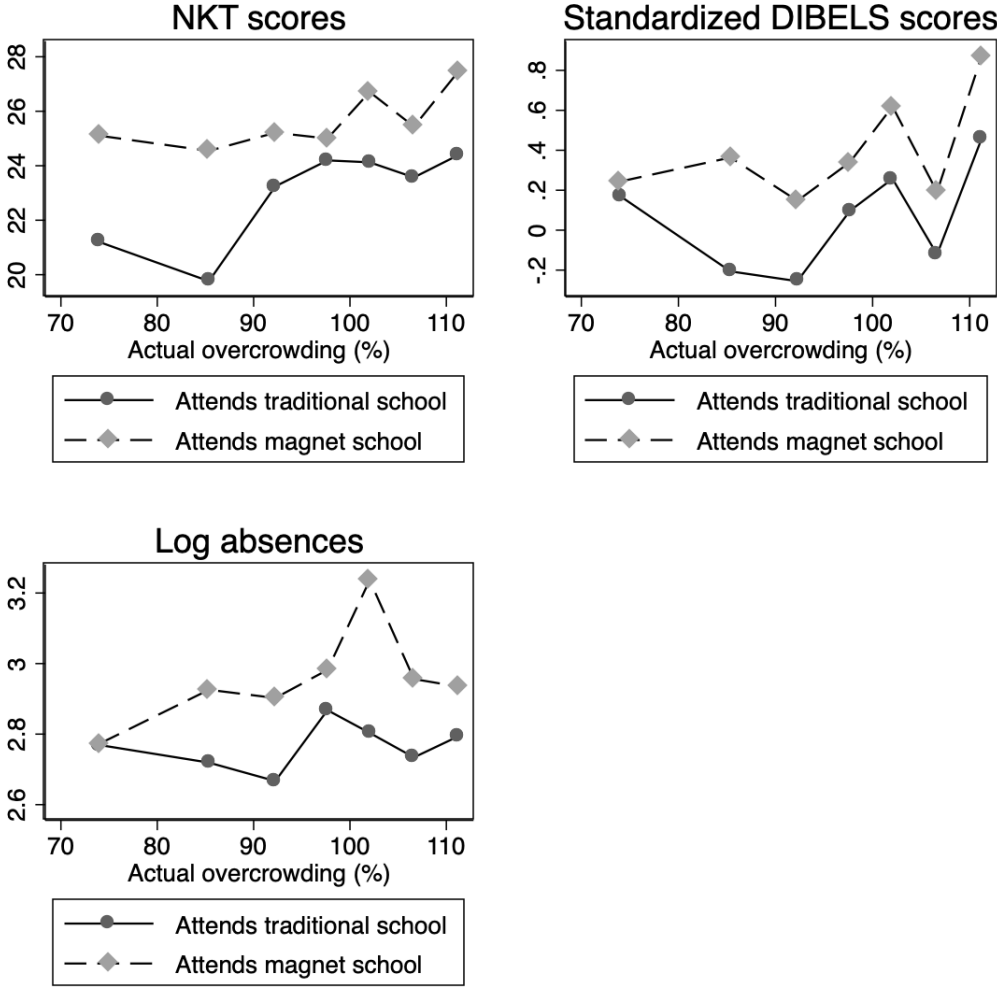 NKT scores
28
26
24
22
20
70 80 90 100 110
Actual overcrowding (%)
Attends traditional school
Attends magnet school
Standardized DIBELS scores
.8
.6
.4
.2
0
-.2
70 80 90 100 110
Actual overcrowding (%)
Attends traditional school
Attends magnet school
Log absences
3.2
3
2.8
2.6
70 80 90 100 110
Actual overcrowding (%)
Attends traditional school
Attends magnet school